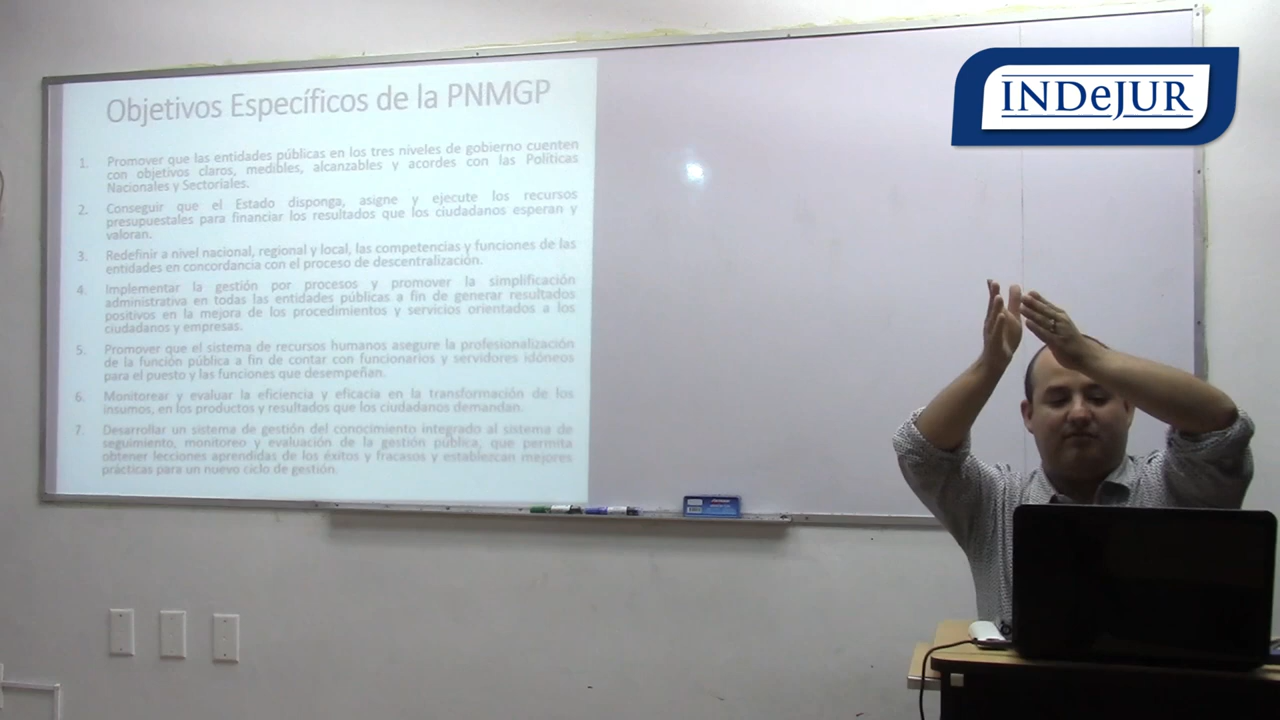 Objetivos Específicos de la PNMGP
1. Promover que las entidades públicas en los tres niveles de gobierno cuenten
con objetivos claros, medibles, alcanzables y acordes con las Políticas
Nacionales y Sectoriales.
2. Conseguir que el Estado disponga, asigne y ejecute los recursos
presupuestales para financiar los resultados que los ciudadanos esperan y
valoran.
3. Redefinir a nivel nacional, regional y local, las competencias y funciones de las
entidades en concordancia con el proceso de descentralización.
4. Implementar la gestión por procesos y promover la simplificación
administrativa en todas las entidades públicas a fin de generar resultados
positivos en la mejora de los procedimientos y servicios orientados a los
ciudadanos y empresas.
5. Promover que el sistema de recursos humanos asegure la profesionalización
de la función pública a fin de contar con funcionarios y servidores idóneos
para el puesto y las funciones que desempeñan.
6. Monitorear y evaluar la eficiencia y eficacia en la transformación de los
insumos, en los productos y resultados que los ciudadanos demandan.
7. Desarrollar un sistema de gestión del conocimiento integrado al sistema de
seguimiento, monitoreo y evaluación de la gestión pública, que permita
obtener lecciones aprendidas de los éxitos y fracasos y establezcan mejores
prácticas para un nuevo ciclo de gestión.
INDeJUR